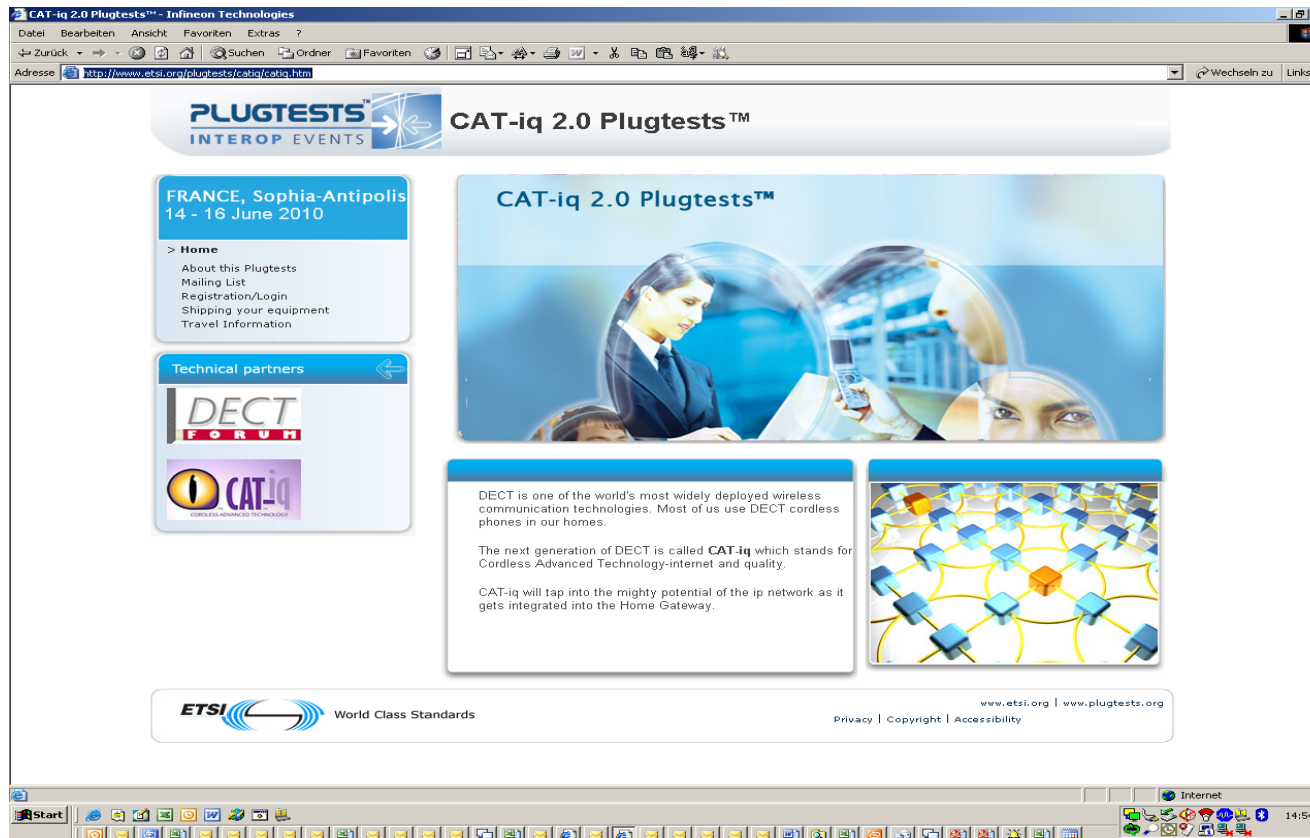 CAT-iq 2.0 Plugtests™ - Infineon Technologies
Datei Bearbeiten Ansicht Favoriten Extras ?
Zurück Suchen Ordner Favoriten
Adresse http://www.etsi.org/plugtests/catiq/catiq.htm Wechseln zu Links
PLUGTESTS™
INTEROP EVENTS
CAT-iq 2.0 Plugtests™
FRANCE, Sophia-Antipolis
14 - 16 June 2010
> Home
About this Plugtests
Mailing List
Registration/Login
Shipping your equipment
Travel Information
Technical partners
DECT
FORUM
CAT-iq
CORDLESS ADVANCED TECHNOLOGY
CAT-iq 2.0 Plugtests™
DECT is one of the world's most widely deployed wireless
communication technologies. Most of us use DECT cordless
phones in our homes.
The next generation of DECT is called CAT-iq which stands for
Cordless Advanced Technology-internet and quality.
CAT-iq will tap into the mighty potential of the ip network as it
gets integrated into the Home Gateway.
ETSI
World Class Standards
www.etsi.org | www.plugtests.org
Privacy | Copyright | Accessibility
Internet
Start